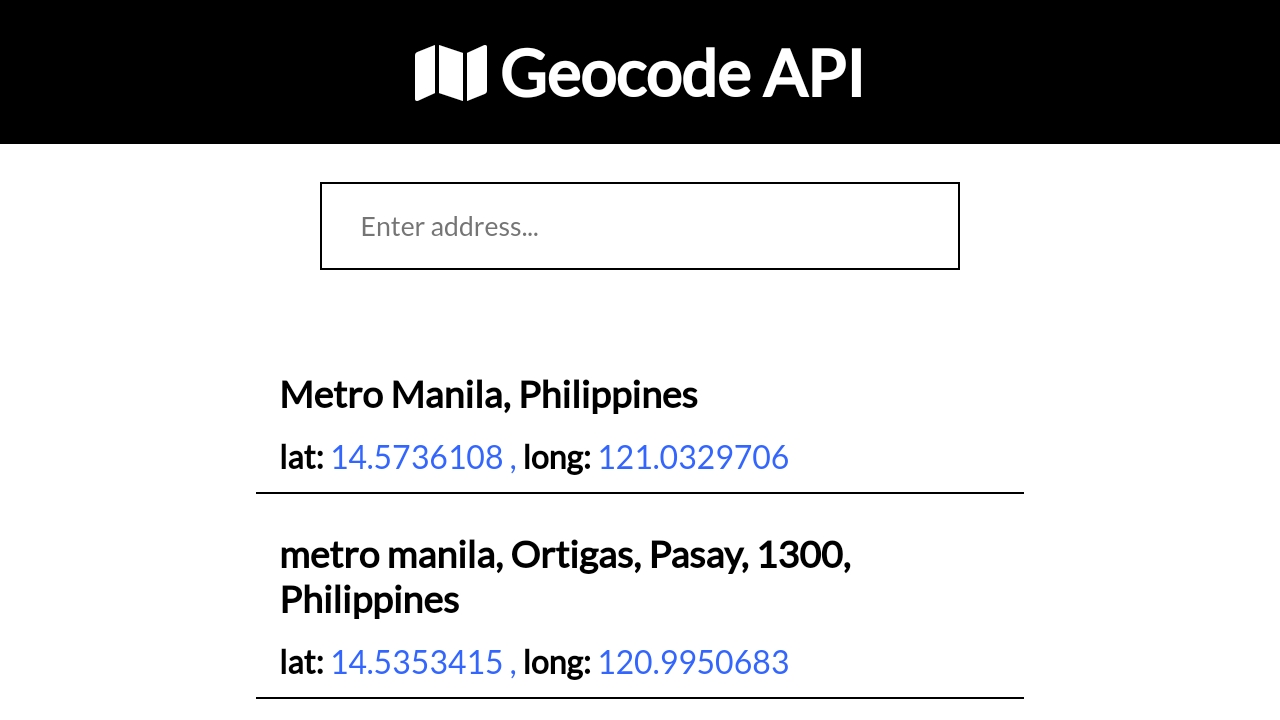 Geocode API
Enter address...
Metro Manila, Philippines
lat: 14.5736108 , long: 121.0329706
metro manila, Ortigas, Pasay, 1300,
Philippines
lat: 14.5353415 , long: 120.9950683